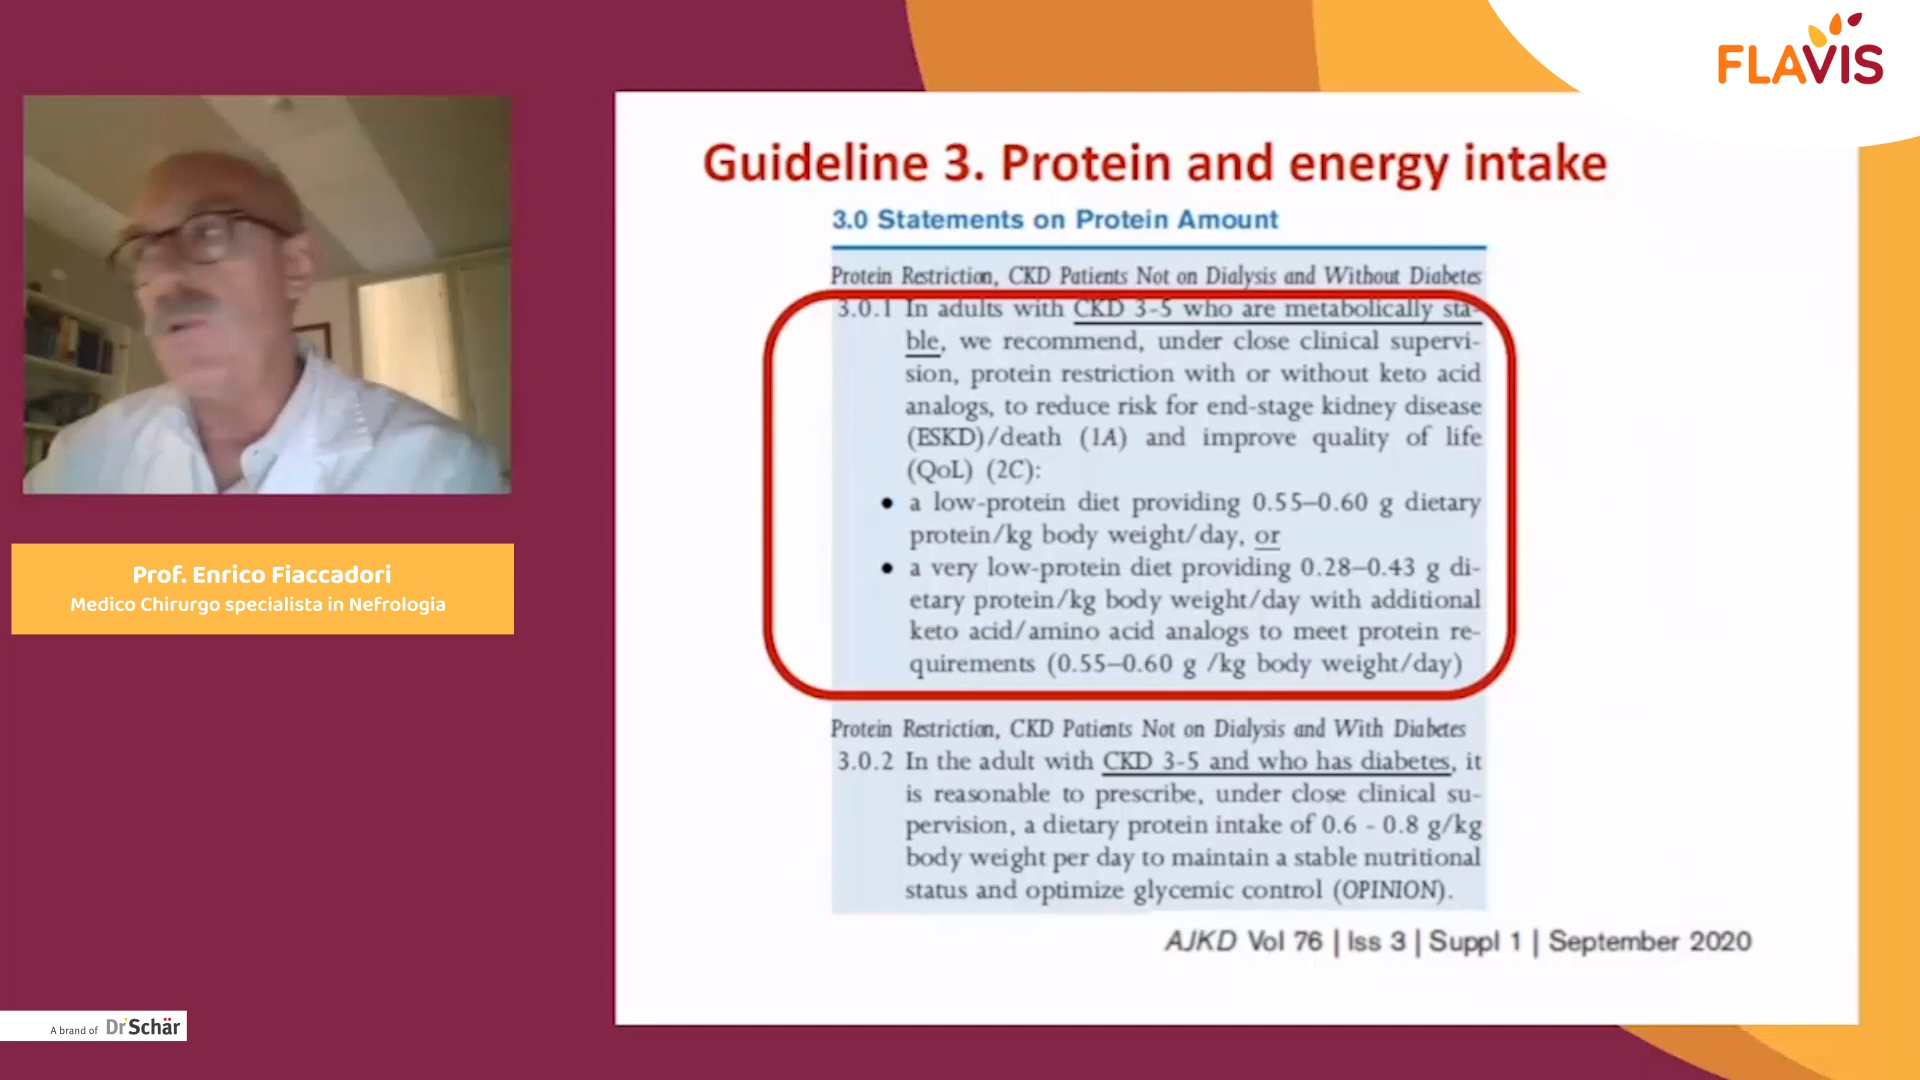 FLAVIS
Guideline 3. Protein and energy intake
3.0 Statements on Protein Amount
Protein Restriction, CKD Patients Not on Dialysis and Without Diabetes
3.0.1 In adults with CKD 3-5 who are metabolically sta-
ble, we recommend, under close clinical supervi-
sion, protein restriction with or without keto acid
analogs, to reduce risk for end-stage kidney disease
(ESKD)/death (1A) and improve quality of life
(QoL) (2C):
• a low-protein diet providing 0.55–0.60 g dietary
protein/kg body weight/day, or
• a very low-protein diet providing 0.28–0.43 g di-
etary protein/kg body weight/day with additional
keto acid/amino acid analogs to meet protein re-
quirements (0.55–0.60 g /kg body weight/day)
Protein Restriction, CKD Patients Not on Dialysis and With Diabetes
3.0.2 In the adult with CKD 3-5 and who has diabetes, it
is reasonable to prescribe, under close clinical su-
pervision, a dietary protein intake of 0.6 - 0.8 g/kg
body weight per day to maintain a stable nutritional
status and optimize glycemic control (OPINION).
AJKD Vol 76 | Iss 3 | Suppl 1 | September 2020
Prof. Enrico Fiaccadori
Medico Chirurgo specialista in Nefrologia
A brand of Dr Schär